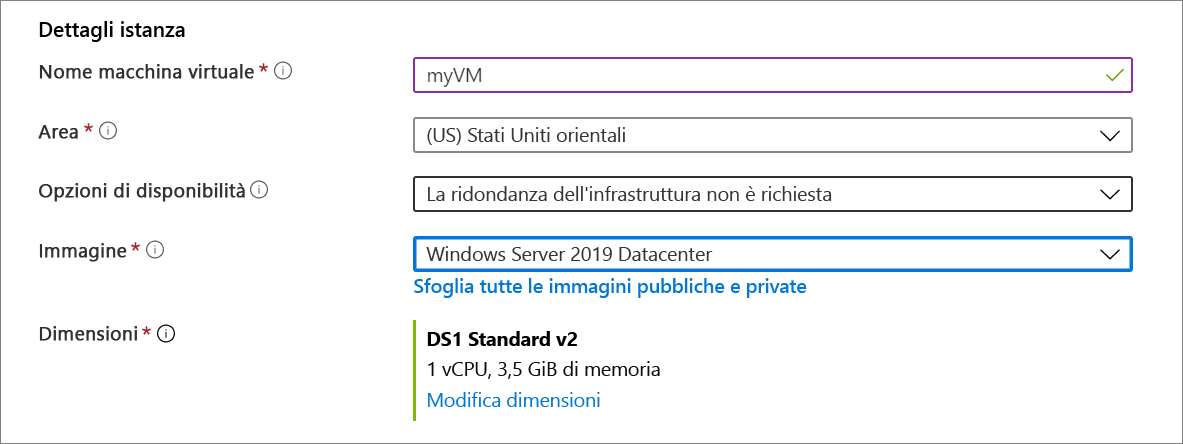 Dettagli istanza
Nome macchina virtuale *
myVM
Area *
(US) Stati Uniti orientali
Opzioni di disponibilità
La ridondanza dell'infrastruttura non è richiesta
Immagine *
Windows Server 2019 Datacenter
Sfoglia tutte le immagini pubbliche e private
Dimensioni *
DS1 Standard v2
1 vCPU, 3,5 GiB di memoria
Modifica dimensioni